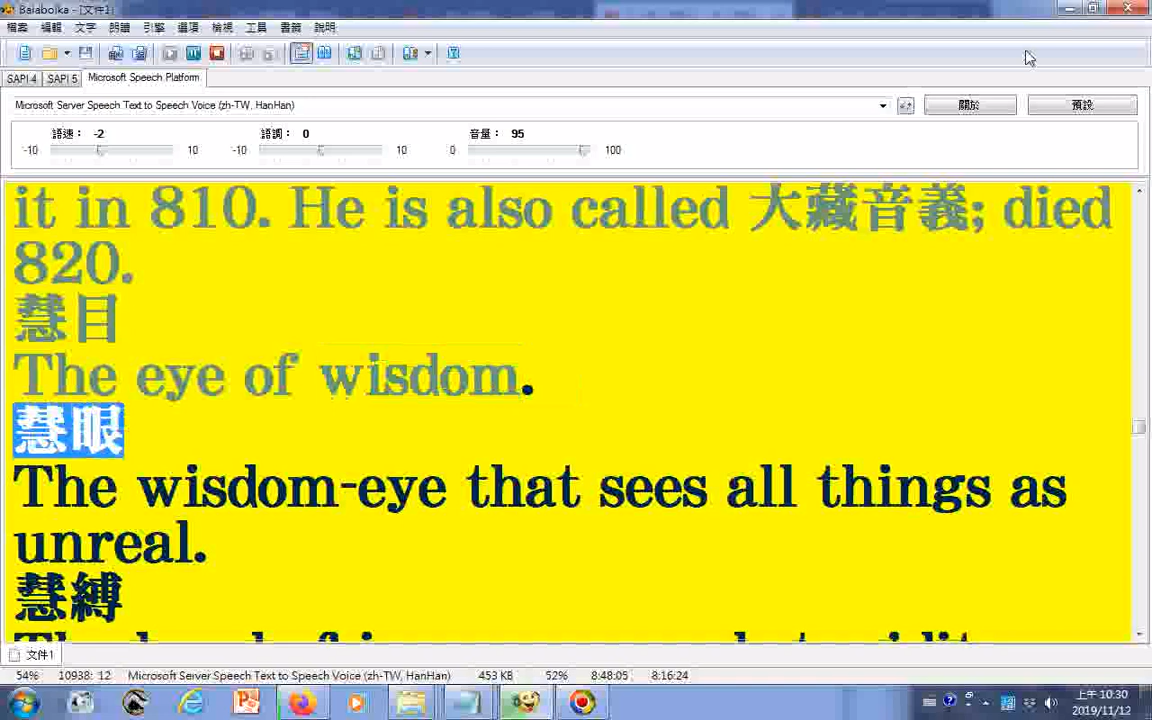 Balabolka - [文件1]
檔案 編輯 文字 朗讀 引擎 選項 檢視 工具 書籤 說明
SAPI 4 SAPI 5 Microsoft Speech Platform
Microsoft Server Speech Text to Speech Voice (zh-TW, HanHan) 關於 預設
語速: -2 語調: 0 音量: 95
-10 10 -10 10 0 100
it in 810. He is also called 大藏音義; died
820.
慧目
The eye of wisdom.
慧眼
The wisdom-eye that sees all things as
unreal.
慧縛
文件1
54% 10938: 12 Microsoft Server Speech Text to Speech Voice (zh-TW, HanHan) 453 KB 52% 8:48:05 8:16:24
上午 10:30
2019/11/12